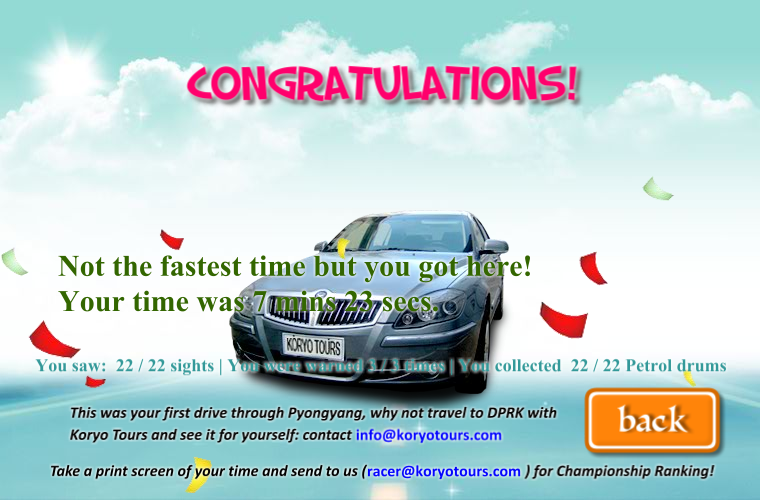 CONGRATULATIONS!
Not the fastest time but you got here!
Your time was 7 mins 23 secs.
KORYO TOURS
You saw: 22 / 22 sights | You were warned 3 / 3 times | You collected 22 / 22 Petrol drums
This was your first drive through Pyongyang, why not travel to DPRK with
Koryo Tours and see it for yourself: contact info@koryotours.com
back
Take a print screen of your time and send to us (racer@koryotours.com ) for Championship Ranking!